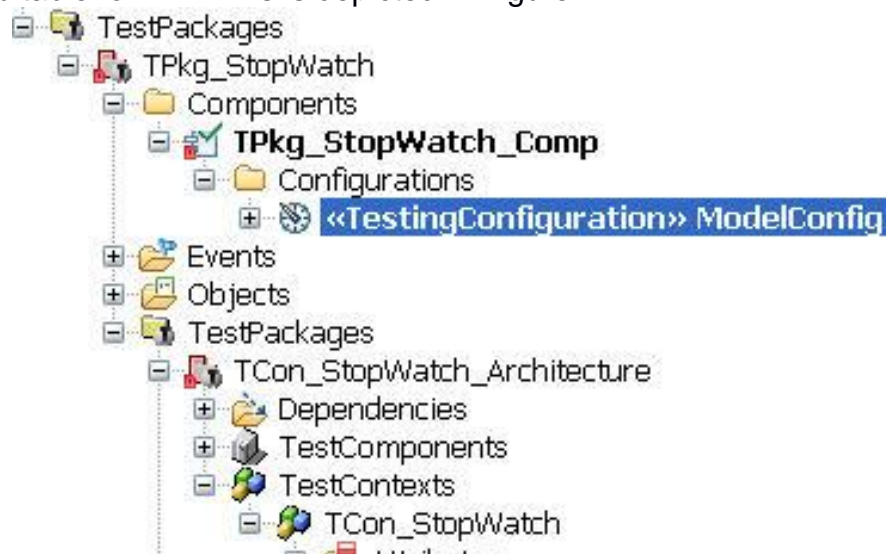 TestPackages
TPkg_StopWatch
Components
TPkg_StopWatch_Comp
Configurations
«TestingConfiguration» ModelConfig
Events
Objects
TestPackages
TCon_StopWatch_Architecture
Dependencies
TestComponents
TestContexts
TCon_StopWatch